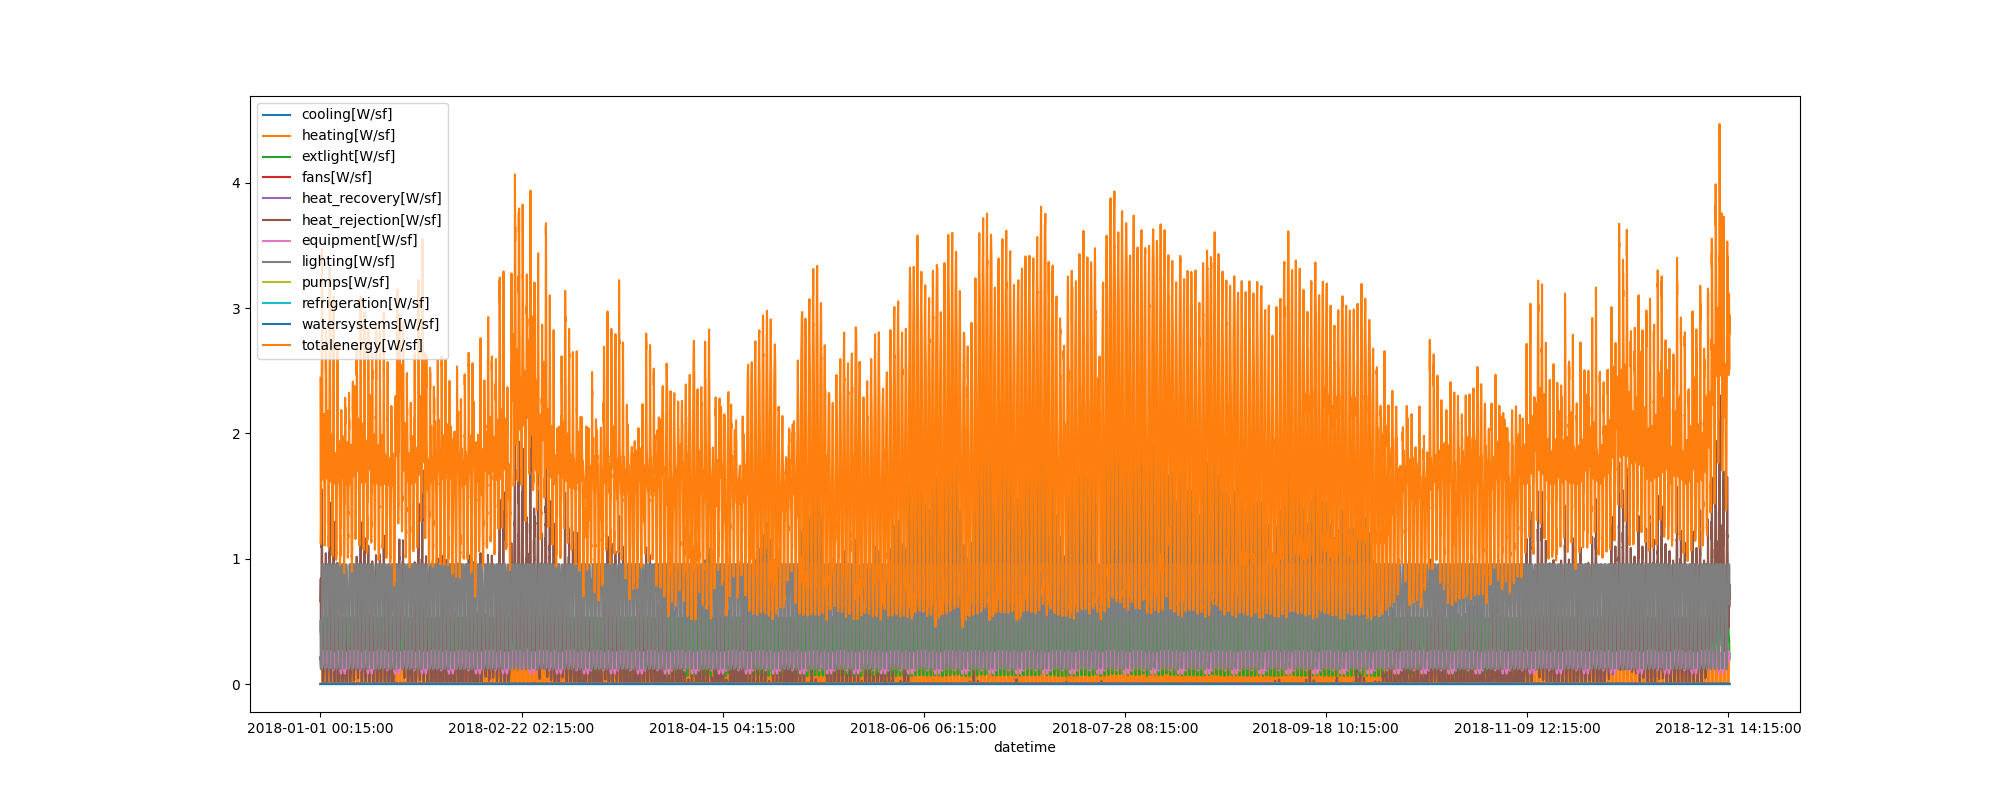 cooling[W/sf]
heating[W/sf]
extlight[W/sf]
fans[W/sf]
heat_recovery[W/sf]
heat_rejection[W/sf]
equipment[W/sf]
lighting[W/sf]
pumps[W/sf]
refrigeration[W/sf]
watersystems[W/sf]
totalenergy[W/sf]
4
3
2
1
0
2018-01-01 00:15:00 2018-02-22 02:15:00 2018-04-15 04:15:00 2018-06-06 06:15:00 2018-07-28 08:15:00 2018-09-18 10:15:00 2018-11-09 12:15:00 2018-12-31 14:15:00
datetime